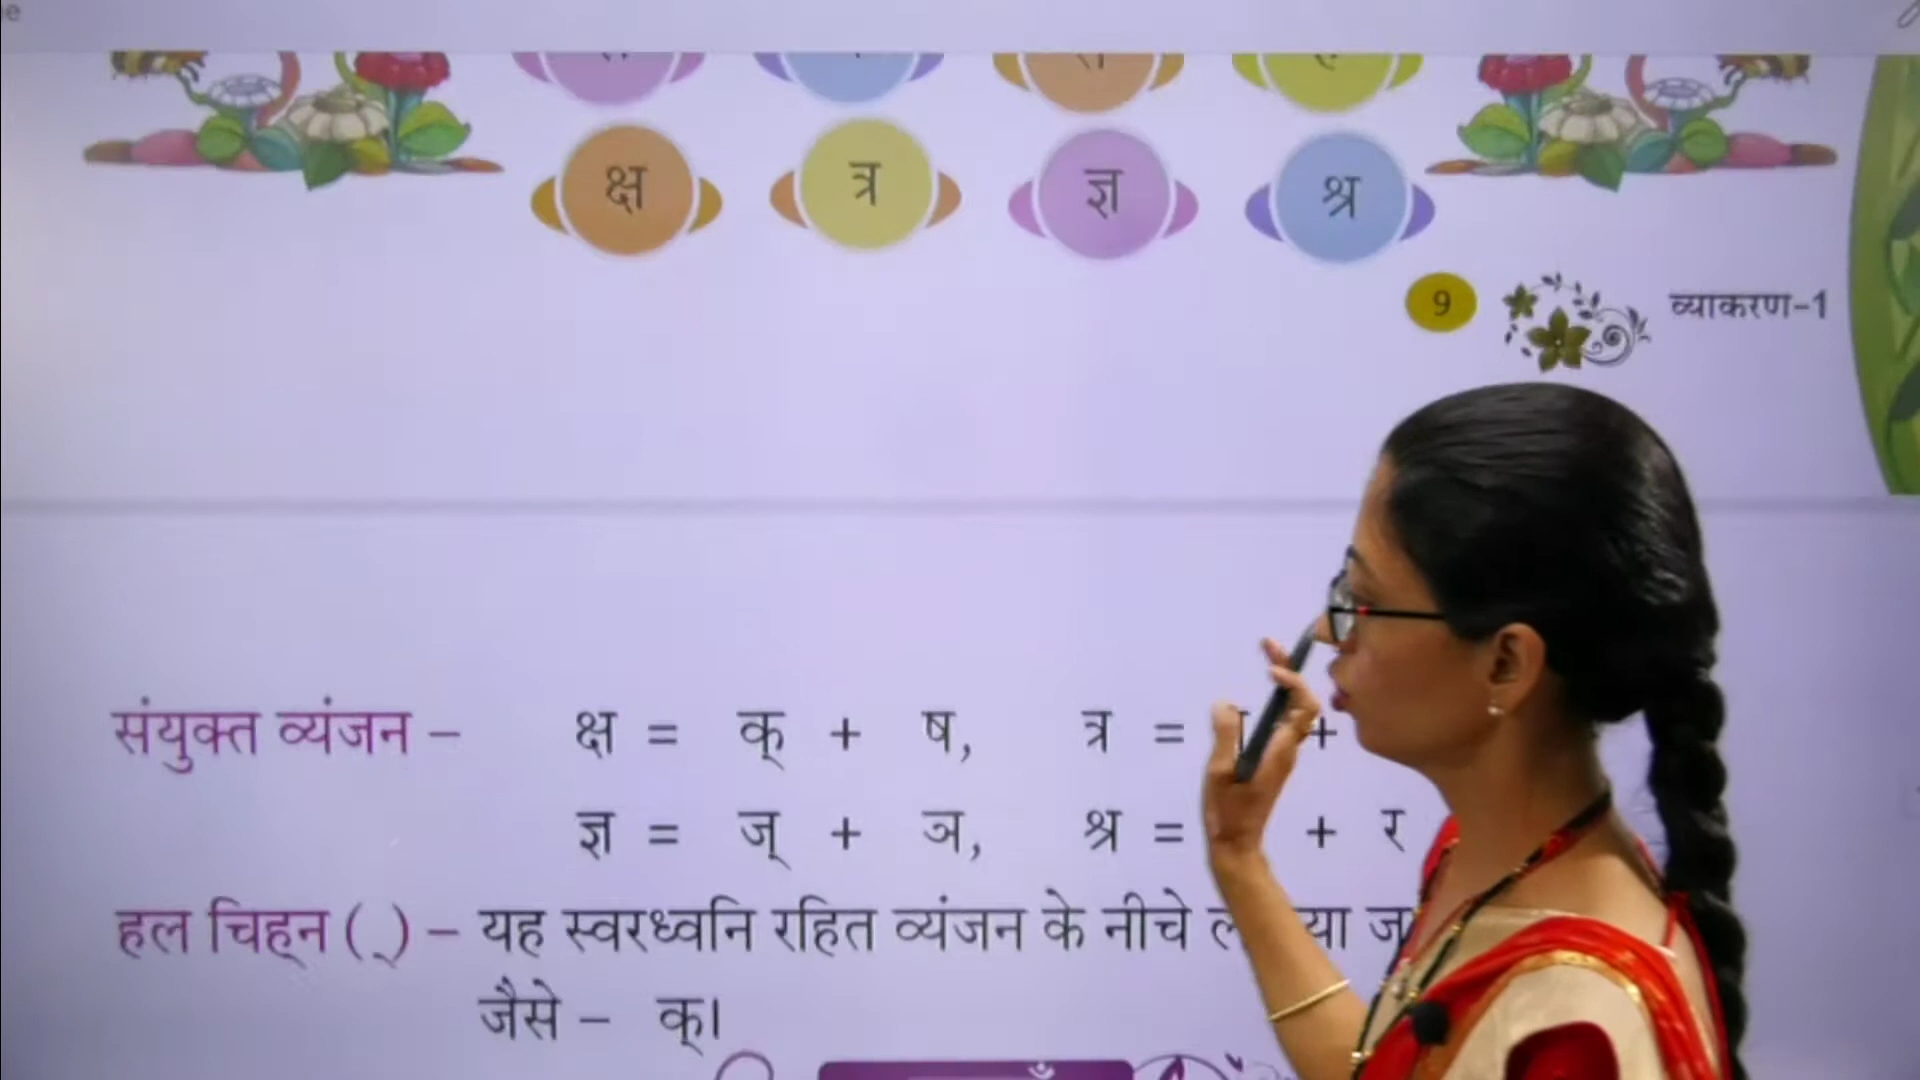 क्ष त्र ज्ञ श्र
9 व्याकरण-1
संयुक्त व्यंजन – क्ष = क् + ष, त्र = +
ज्ञ = ज् + ञ, श्र = + र
हल चिह्न ( ् ) – यह स्वरध्वनि रहित व्यंजन के नीचे
जैसे – क्।